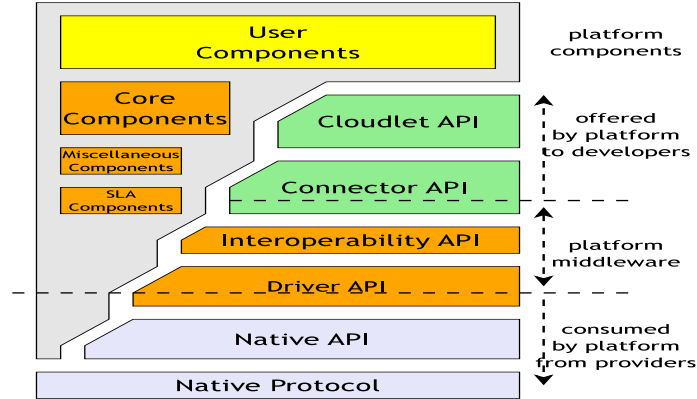 User
Components
platform
components
Core
Components
Cloudlet API
offered
by platform
to developers
Miscellaneous
Components
SLA
Components
Connector API
Interoperability API
platform
middleware
Driver API
Native API
consumed
by platform
from providers
Native Protocol